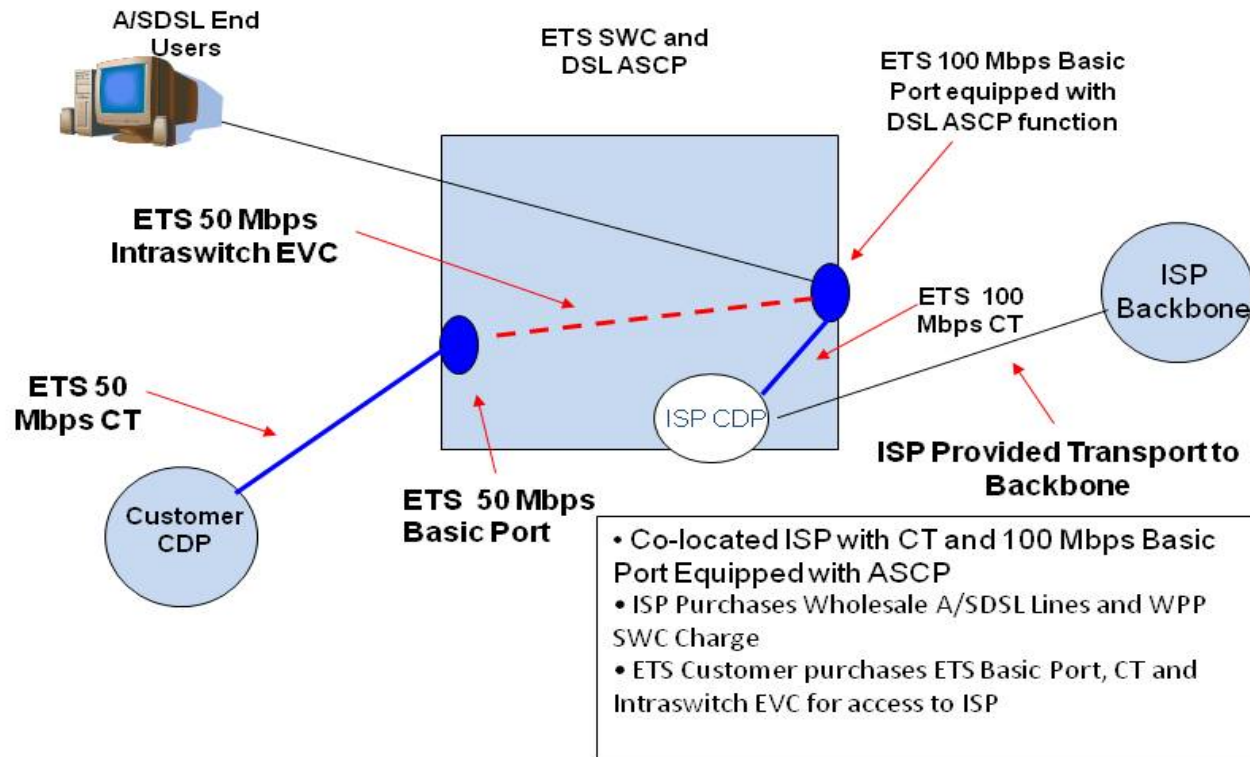 A/SDSL End
Users
ETS SWC and
DSL ASCP
ETS 100 Mbps Basic
Port equipped with
DSL ASCP function
ETS 50 Mbps
Intraswitch EVC
ISP
Backbone
ETS 100
Mbps CT
ETS 50
Mbps CT
ISP CDP
ISP Provided Transport to
Backbone
Customer
CDP
ETS 50 Mbps
Basic Port
• Co-located ISP with CT and 100 Mbps Basic
Port Equipped with ASCP
• ISP Purchases Wholesale A/SDSL Lines and WPP
SWC Charge
• ETS Customer purchases ETS Basic Port, CT and
Intraswitch EVC for access to ISP